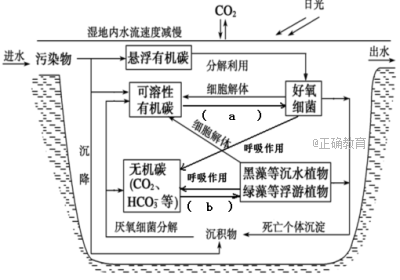 CO₂
日光
湿地内水流速度减慢
进水
污染物
出水
悬浮有机碳
分解利用
可溶性
有机碳
细胞解体
( a )
好氧
细菌
@正确教育
细胞解体
呼吸作用
沉
降
无机碳
(CO₂、
HCO₃⁻等)
呼吸作用
( b )
黑藻等沉水植物
绿藻等浮游植物
厌氧细菌分解
沉积物
死亡个体沉淀